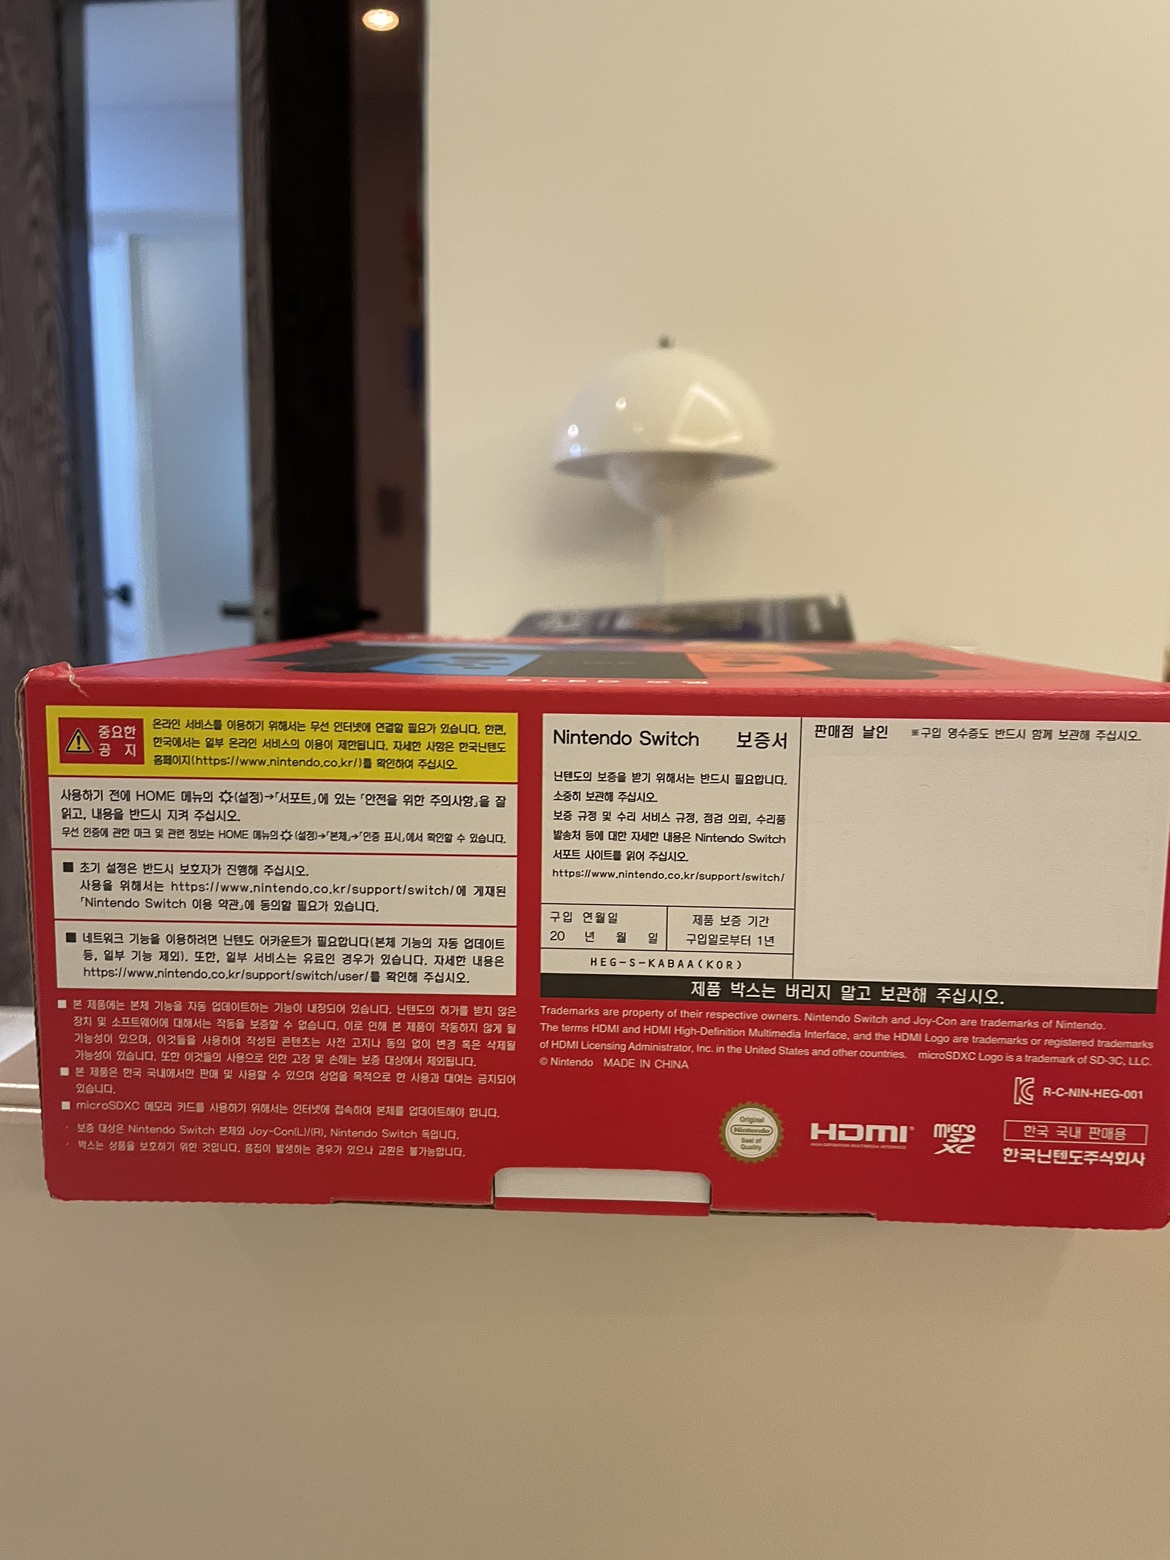 OLED 모델
중요한
공 지
온라인 서비스를 이용하기 위해서는 무선 인터넷에 연결할 필요가 있습니다. 한편,
한국에서는 일부 온라인 서비스의 이용이 제한됩니다. 자세한 사항은 한국닌텐도
홈페이지(https://www.nintendo.co.kr/)를 확인하여 주십시오.
사용하기 전에 HOME 메뉴의 (설정)→「서포트」에 있는 「안전을 위한 주의사항」을 잘
읽고, 내용을 반드시 지켜 주십시오.
무선 인증에 관한 마크 및 관련 정보는 HOME 메뉴의 (설정)→「본체」→「인증 표시」에서 확인할 수 있습니다.
■ 초기 설정은 반드시 보호자가 진행해 주십시오.
사용을 위해서는 https://www.nintendo.co.kr/support/switch/에 게재된
「Nintendo Switch 이용 약관」에 동의할 필요가 있습니다.
■ 네트워크 기능을 이용하려면 닌텐도 어카운트가 필요합니다(본체 기능의 자동 업데이트
등, 일부 기능 제외). 또한, 일부 서비스는 유료인 경우가 있습니다. 자세한 내용은
https://www.nintendo.co.kr/support/switch/user/를 확인해 주십시오.
■ 본 제품에는 본체 기능을 자동 업데이트하는 기능이 내장되어 있습니다. 닌텐도의 허가를 받지 않은
장치 및 소프트웨어에 대해서는 작동을 보증할 수 없습니다. 이로 인해 본 제품이 작동하지 않게 될
가능성이 있으며, 이것들을 사용하여 작성된 콘텐츠는 사전 고지나 동의 없이 변경 혹은 삭제될
가능성이 있습니다. 또한 이것들의 사용으로 인한 고장 및 손해는 보증 대상에서 제외됩니다.
■ 본 제품은 한국 국내에서만 판매 및 사용할 수 있으며 상업을 목적으로 한 사용과 대여는 금지되어
있습니다.
■ microSDXC 메모리 카드를 사용하기 위해서는 인터넷에 접속하여 본체를 업데이트해야 합니다.
· 보증 대상은 Nintendo Switch 본체와 Joy-Con(L)/(R), Nintendo Switch 독입니다.
· 박스는 상품을 보호하기 위한 것입니다. 흠집이 발생하는 경우가 있으나 교환은 불가능합니다.
Nintendo Switch 보증서
닌텐도의 보증을 받기 위해서는 반드시 필요합니다.
소중히 보관해 주십시오.
보증 규정 및 수리 서비스 규정, 점검 의뢰, 수리품
발송처 등에 대한 자세한 내용은 Nintendo Switch
서포트 사이트를 읽어 주십시오.
https://www.nintendo.co.kr/support/switch/
구입 연월일
20 년 월 일
제품 보증 기간
구입일로부터 1년
HEG-S-KABAA(KOR)
판매점 날인 ※구입 영수증도 반드시 함께 보관해 주십시오.
제품 박스는 버리지 말고 보관해 주십시오.
Trademarks are property of their respective owners. Nintendo Switch and Joy-Con are trademarks of Nintendo.
The terms HDMI and HDMI High-Definition Multimedia Interface, and the HDMI Logo are trademarks or registered trademarks
of HDMI Licensing Administrator, Inc. in the United States and other countries. microSDXC Logo is a trademark of SD-3C, LLC.
© Nintendo MADE IN CHINA
R-C-NIN-HEG-001
Original
Nintendo
Seal of
Quality
HDMI
HIGH-DEFINITION MULTIMEDIA INTERFACE
micro
SD
XC
한국 국내 판매용
한국닌텐도주식회사